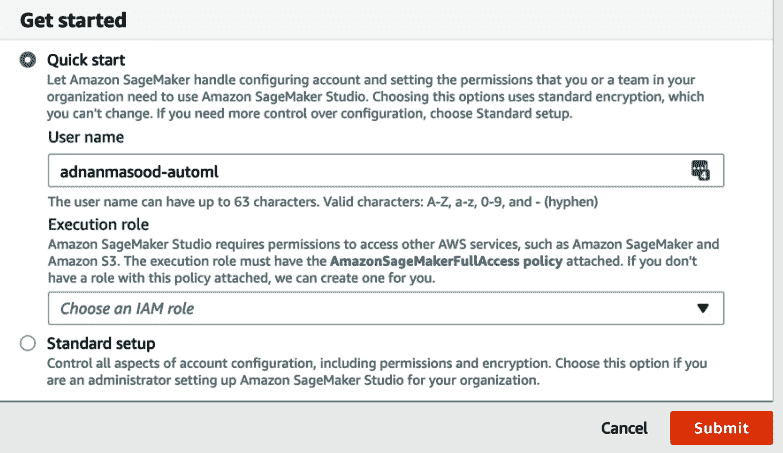 Get started
Quick start
Let Amazon SageMaker handle configuring account and setting the permissions that you or a team in your
organization need to use Amazon SageMaker Studio. Choosing this options uses standard encryption, which
you can't change. If you need more control over configuration, choose Standard setup.
User name
adnanmasood-automl
The user name can have up to 63 characters. Valid characters: A-Z, a-z, 0-9, and - (hyphen)
Execution role
Amazon SageMaker Studio requires permissions to access other AWS services, such as Amazon SageMaker and
Amazon S3. The execution role must have the AmazonSageMakerFullAccess policy attached. If you don't
have a role with this policy attached, we can create one for you.
Choose an IAM role
Standard setup
Control all aspects of account configuration, including permissions and encryption. Choose this option if you
are an administrator setting up Amazon SageMaker Studio for your organization.
Cancel Submit